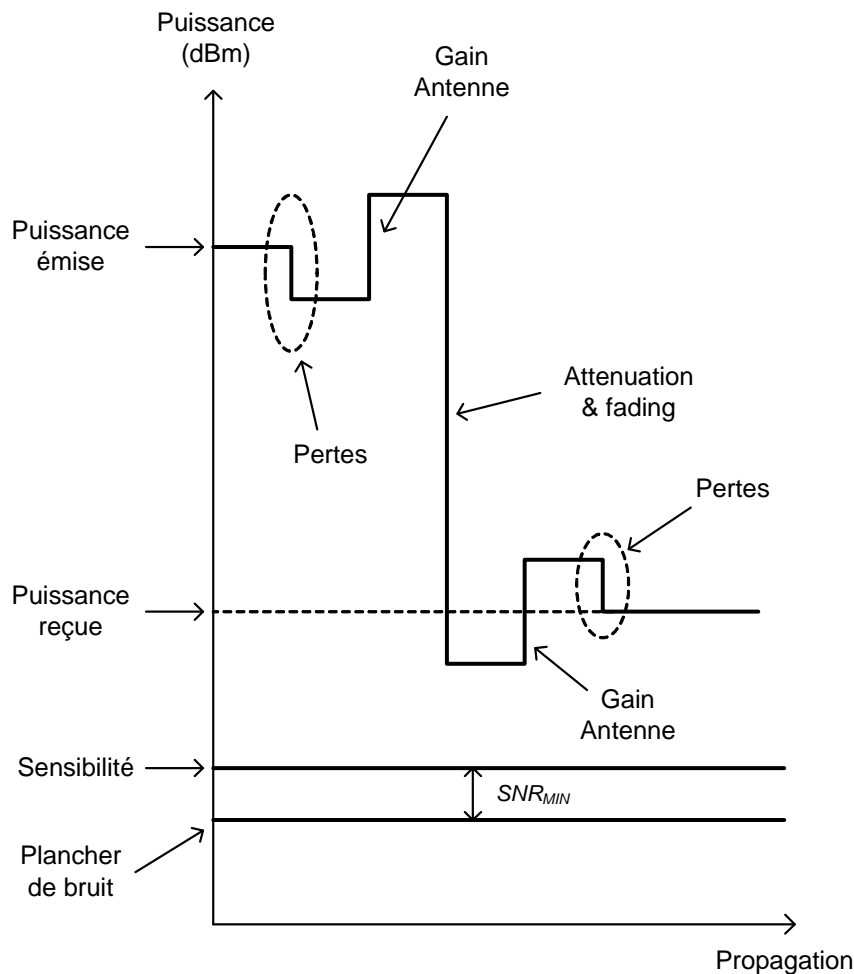 Puissance
(dBm)
Gain
Antenne
Puissance
émise
Attenuation
& fading
Pertes
Pertes
Puissance
reçue
Gain
Antenne
Sensibilité
SNR_MIN
Plancher
de bruit
Propagation